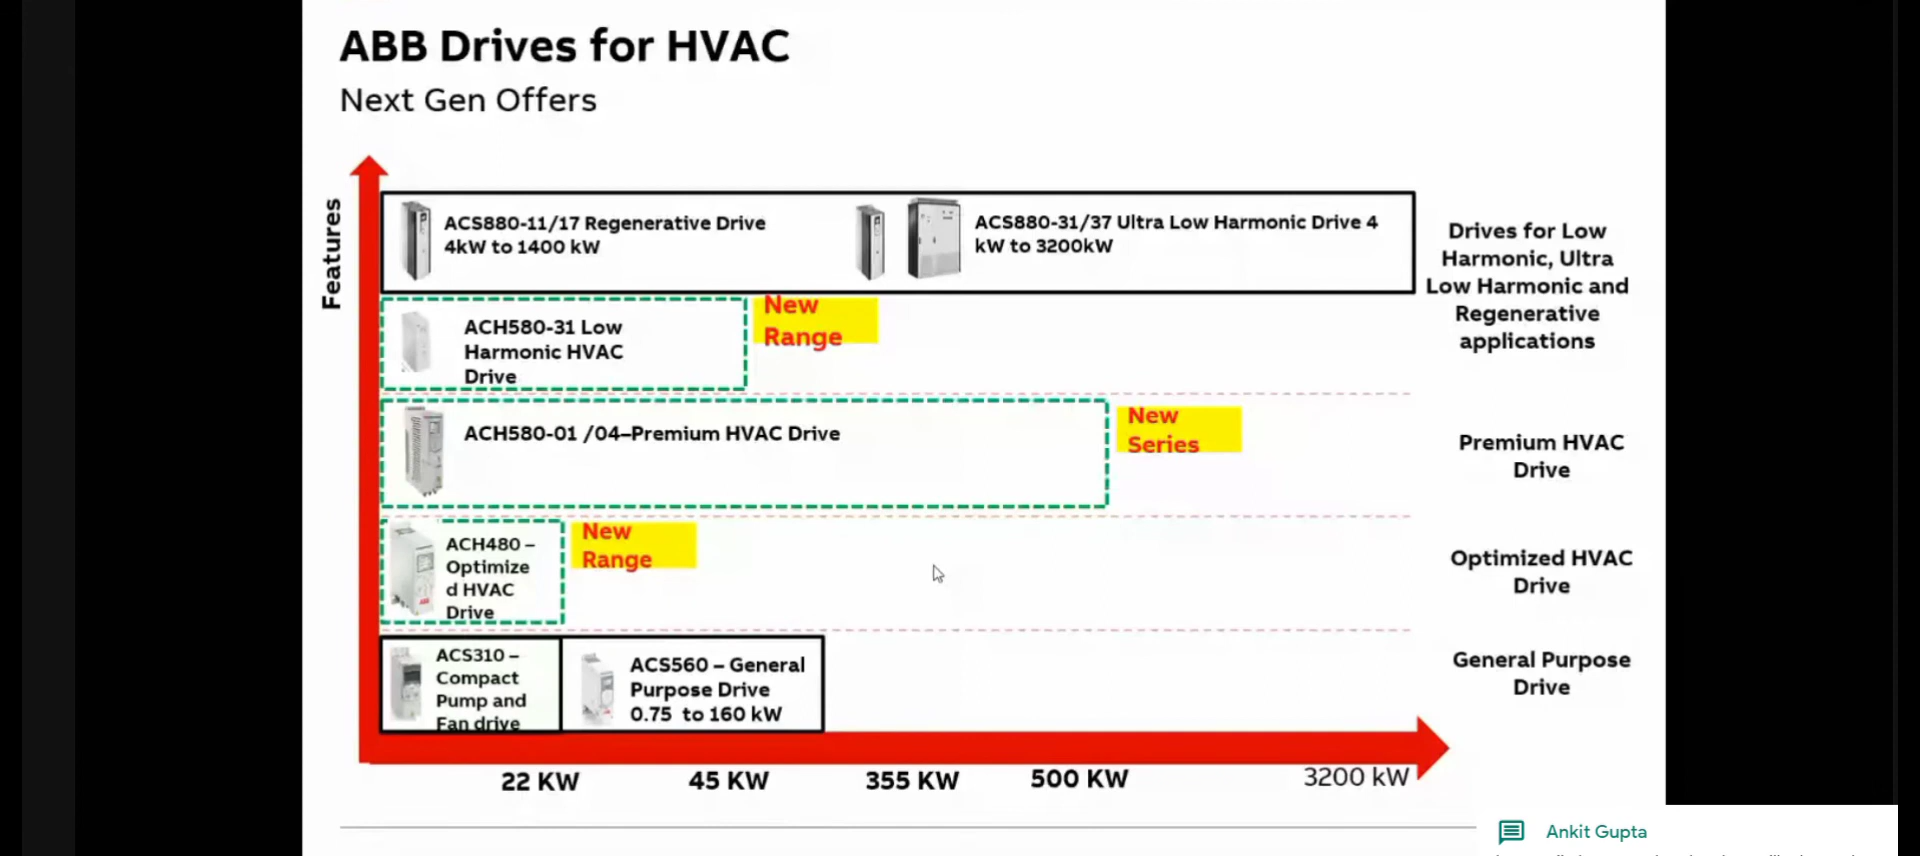 ABB Drives for HVAC
Next Gen Offers
Features
ACS880-11/17 Regenerative Drive
4kW to 1400 kW
ACS880-31/37 Ultra Low Harmonic Drive 4
kW to 3200kW
Drives for Low
Harmonic, Ultra
Low Harmonic and
Regenerative
applications
ACH580-31 Low
Harmonic HVAC
Drive
New
Range
ACH580-01 /04–Premium HVAC Drive
New
Series
Premium HVAC
Drive
ACH480 –
Optimize
d HVAC
Drive
New
Range
Optimized HVAC
Drive
ACS310 –
Compact
Pump and
Fan drive
ACS560 – General
Purpose Drive
0.75 to 160 kW
General Purpose
Drive
22 KW
45 KW
355 KW
500 KW
3200 kW
Ankit Gupta